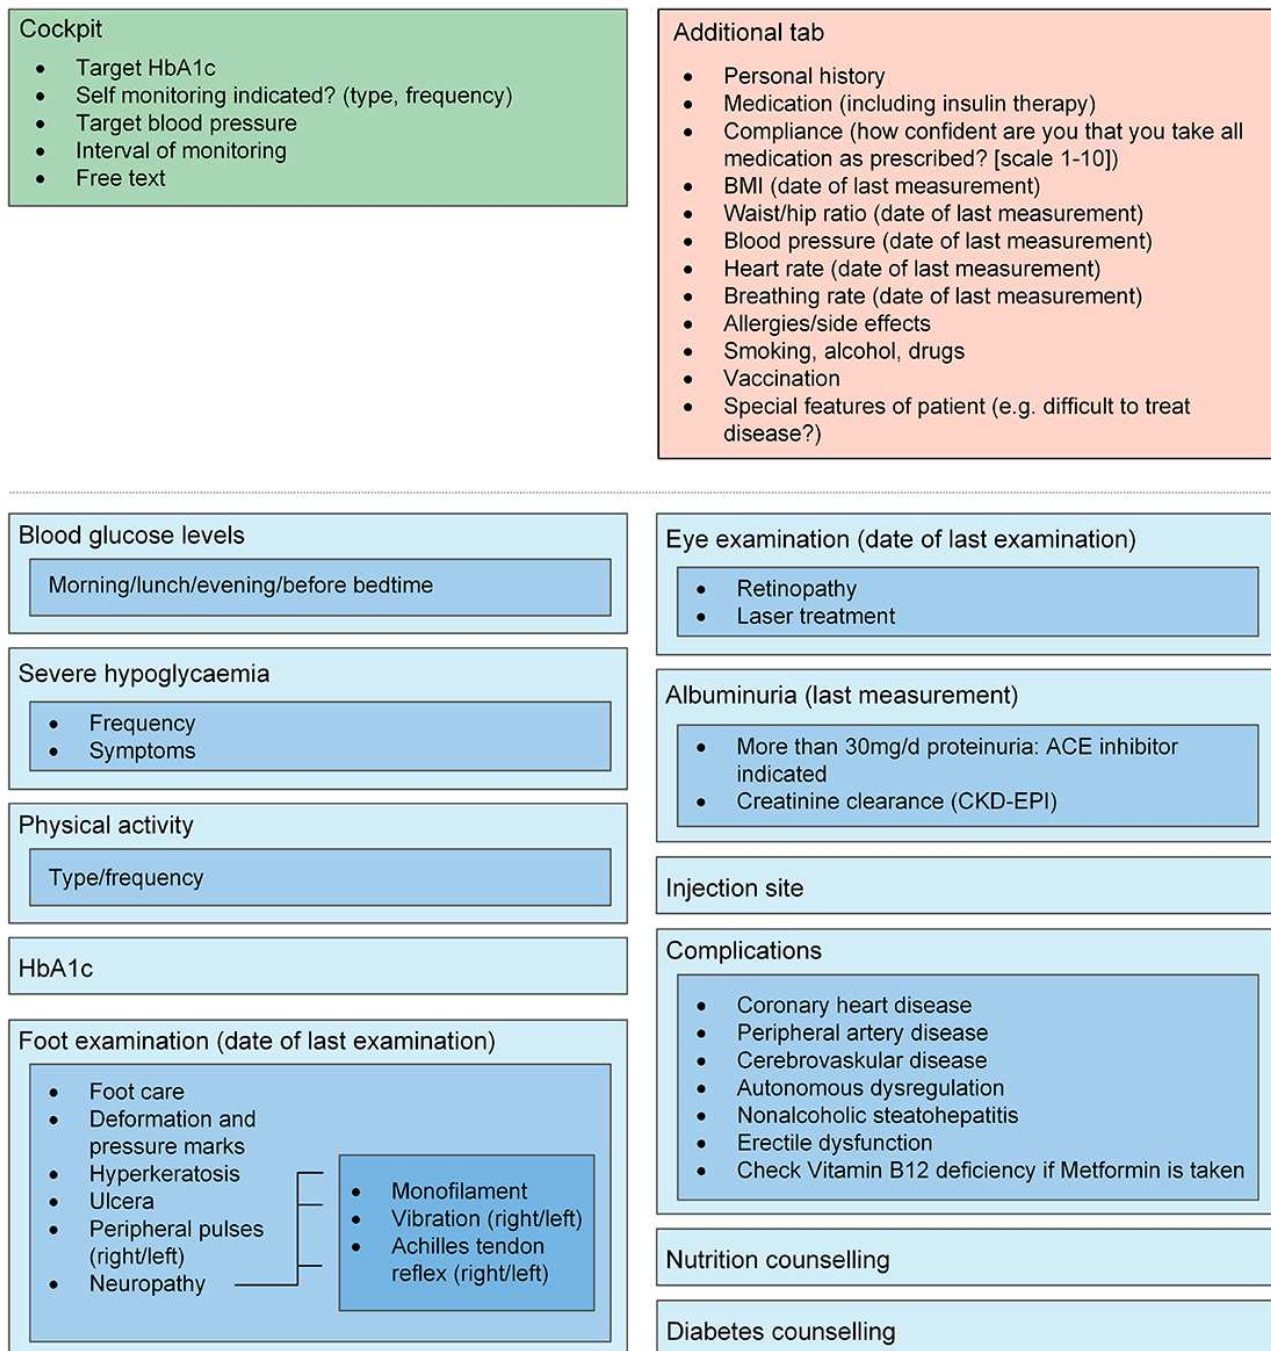 Cockpit
• Target HbA1c
• Self monitoring indicated? (type, frequency)
• Target blood pressure
• Interval of monitoring
• Free text
Additional tab
• Personal history
• Medication (including insulin therapy)
• Compliance (how confident are you that you take all
medication as prescribed? [scale 1-10])
• BMI (date of last measurement)
• Waist/hip ratio (date of last measurement)
• Blood pressure (date of last measurement)
• Heart rate (date of last measurement)
• Breathing rate (date of last measurement)
• Allergies/side effects
• Smoking, alcohol, drugs
• Vaccination
• Special features of patient (e.g. difficult to treat
disease?)
Blood glucose levels
Morning/lunch/evening/before bedtime
Severe hypoglycaemia
• Frequency
• Symptoms
Physical activity
Type/frequency
HbA1c
Foot examination (date of last examination)
• Foot care
• Deformation and
pressure marks
• Hyperkeratosis
• Ulcera
• Peripheral pulses
(right/left)
• Neuropathy
• Monofilament
• Vibration (right/left)
• Achilles tendon
reflex (right/left)
Eye examination (date of last examination)
• Retinopathy
• Laser treatment
Albuminuria (last measurement)
• More than 30mg/d proteinuria: ACE inhibitor
indicated
• Creatinine clearance (CKD-EPI)
Injection site
Complications
• Coronary heart disease
• Peripheral artery disease
• Cerebrovaskular disease
• Autonomous dysregulation
• Nonalcoholic steatohepatitis
• Erectile dysfunction
• Check Vitamin B12 deficiency if Metformin is taken
Nutrition counselling
Diabetes counselling